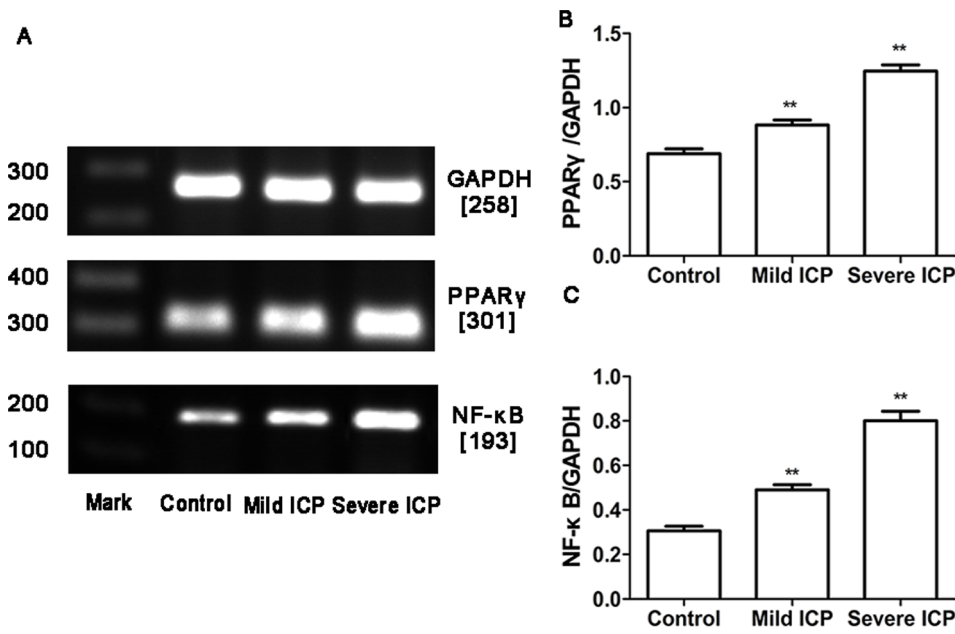 A
300
200
GAPDH
[258]
400
300
PPARγ
[301]
200
100
NF-κB
[193]
Mark Control Mild ICP Severe ICP
B
PPARγ /GAPDH
1.5
1.0
0.5
0.0
**
**
Control Mild ICP Severe ICP
C
NF-κ B/GAPDH
1.0
0.8
0.6
0.4
0.2
0.0
**
**
Control Mild ICP Severe ICP